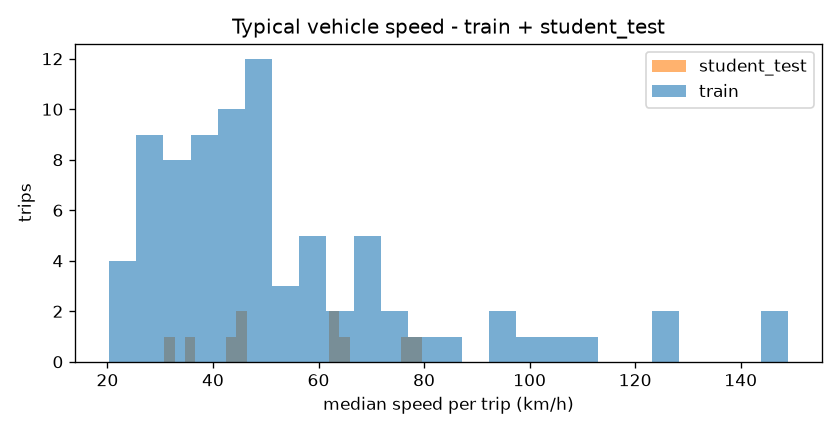 Typical vehicle speed - train + student_test
student_test
train
12
10
8
6
4
2
0
trips
20 40 60 80 100 120 140
median speed per trip (km/h)